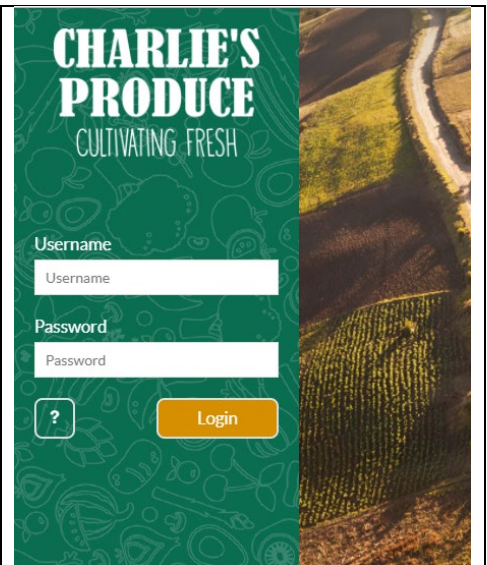 CHARLIE'S
PRODUCE
CULTIVATING FRESH
Username
Username
Password
Password
? Login